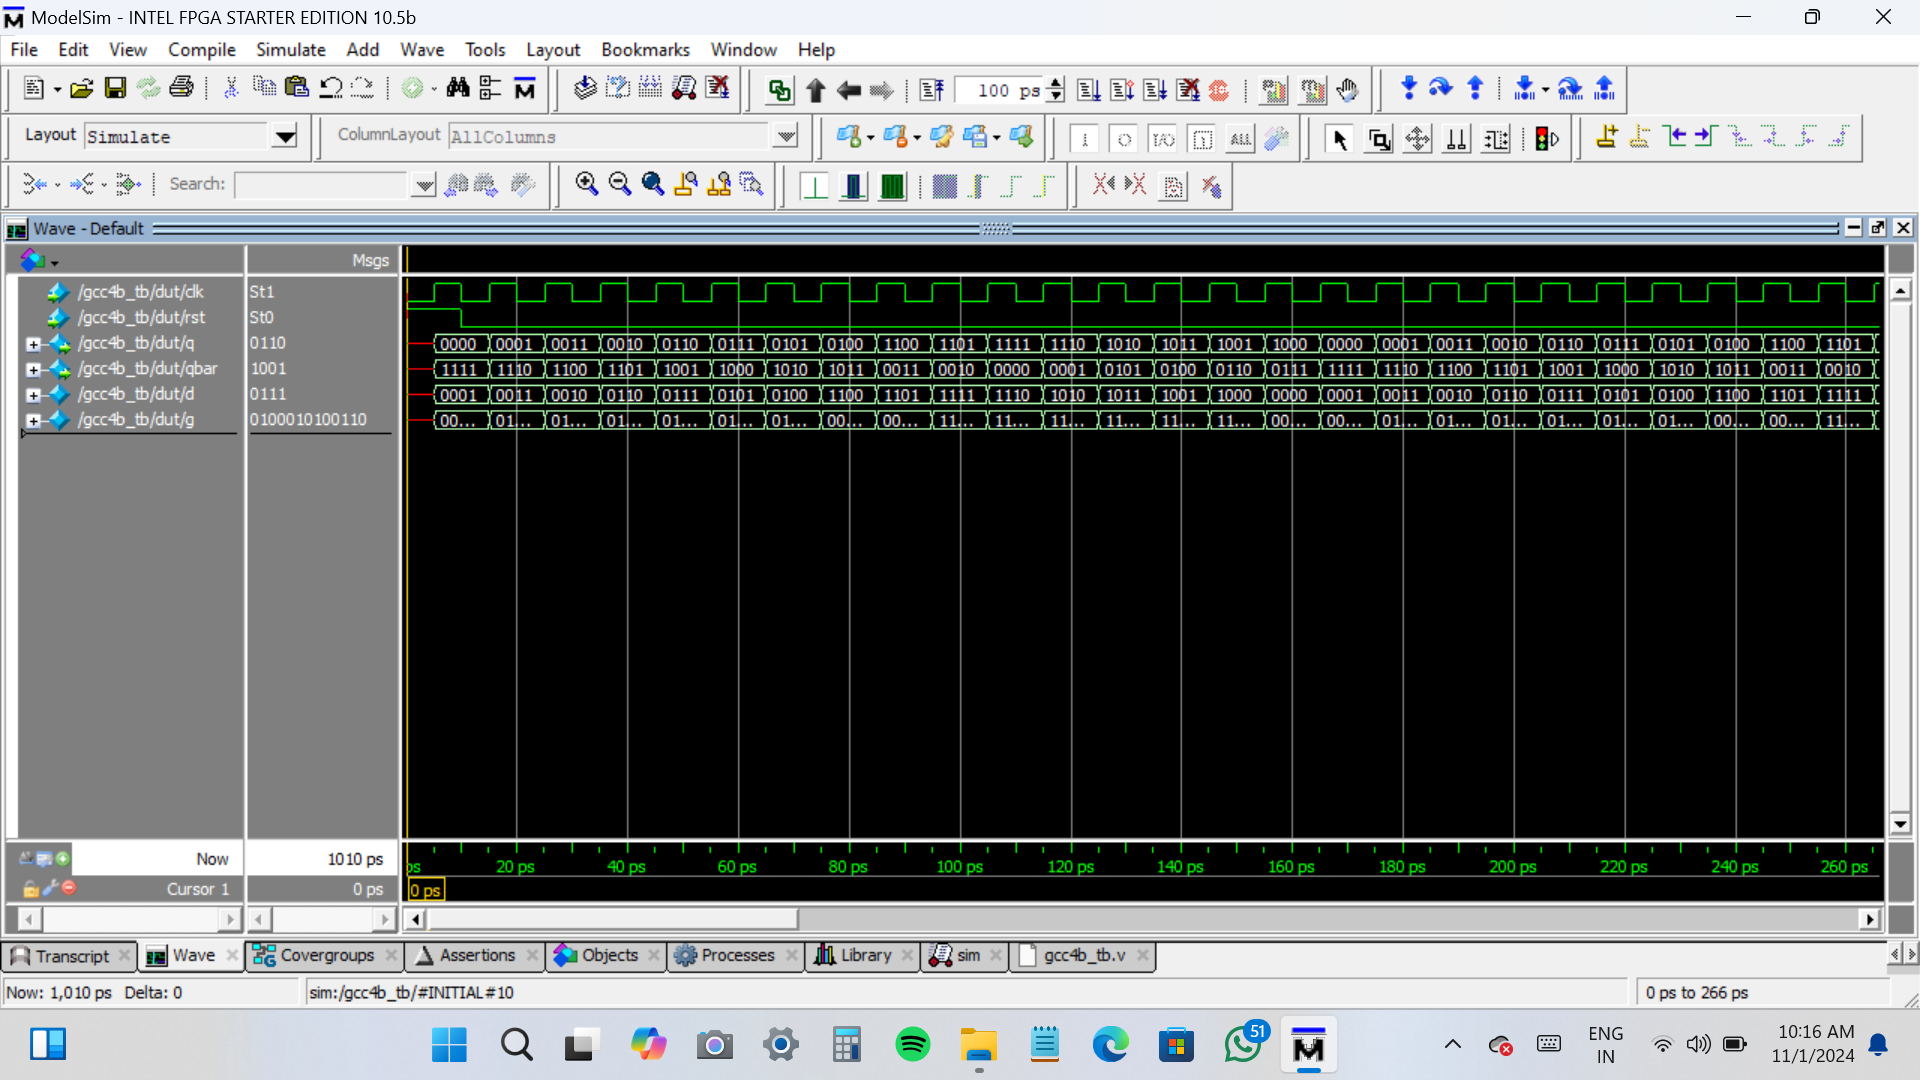 ModelSim - INTEL FPGA STARTER EDITION 10.5b
File Edit View Compile Simulate Add Wave Tools Layout Bookmarks Window Help
100 ps
Layout Simulate ColumnLayout AllColumns ALL
Search:
Wave - Default
Msgs
/gcc4b_tb/dut/clk St1
/gcc4b_tb/dut/rst St0
/gcc4b_tb/dut/q 0110 0000 0001 0011 0010 0110 0111 0101 0100 1100 1101 1111 1110 1010 1011 1001 1000 0000 0001 0011 0010 0110 0111 0101 0100 1100 1101
/gcc4b_tb/dut/qbar 1001 1111 1110 1100 1101 1001 1000 1010 1011 0011 0010 0000 0001 0101 0100 0110 0111 1111 1110 1100 1101 1001 1000 1010 1011 0011 0010
/gcc4b_tb/dut/d 0111 0001 0011 0010 0110 0111 0101 0100 1100 1101 1111 1110 1010 1011 1001 1000 0000 0001 0011 0010 0110 0111 0101 0100 1100 1101 1111
/gcc4b_tb/dut/g 0100010100110 00... 01... 01... 01... 01... 01... 01... 00... 00... 11... 11... 11... 11... 11... 11... 00... 00... 01... 01... 01... 01... 01... 01... 00... 00... 11...
Now 1010 ps ps 20 ps 40 ps 60 ps 80 ps 100 ps 120 ps 140 ps 160 ps 180 ps 200 ps 220 ps 240 ps 260 ps
Cursor 1 0 ps 0 ps
Transcript Wave Covergroups Assertions Objects Processes Library sim gcc4b_tb.v
Now: 1,010 ps Delta: 0 sim:/gcc4b_tb/#INITIAL#10 0 ps to 266 ps
51
ENG 10:16 AM
IN 11/1/2024